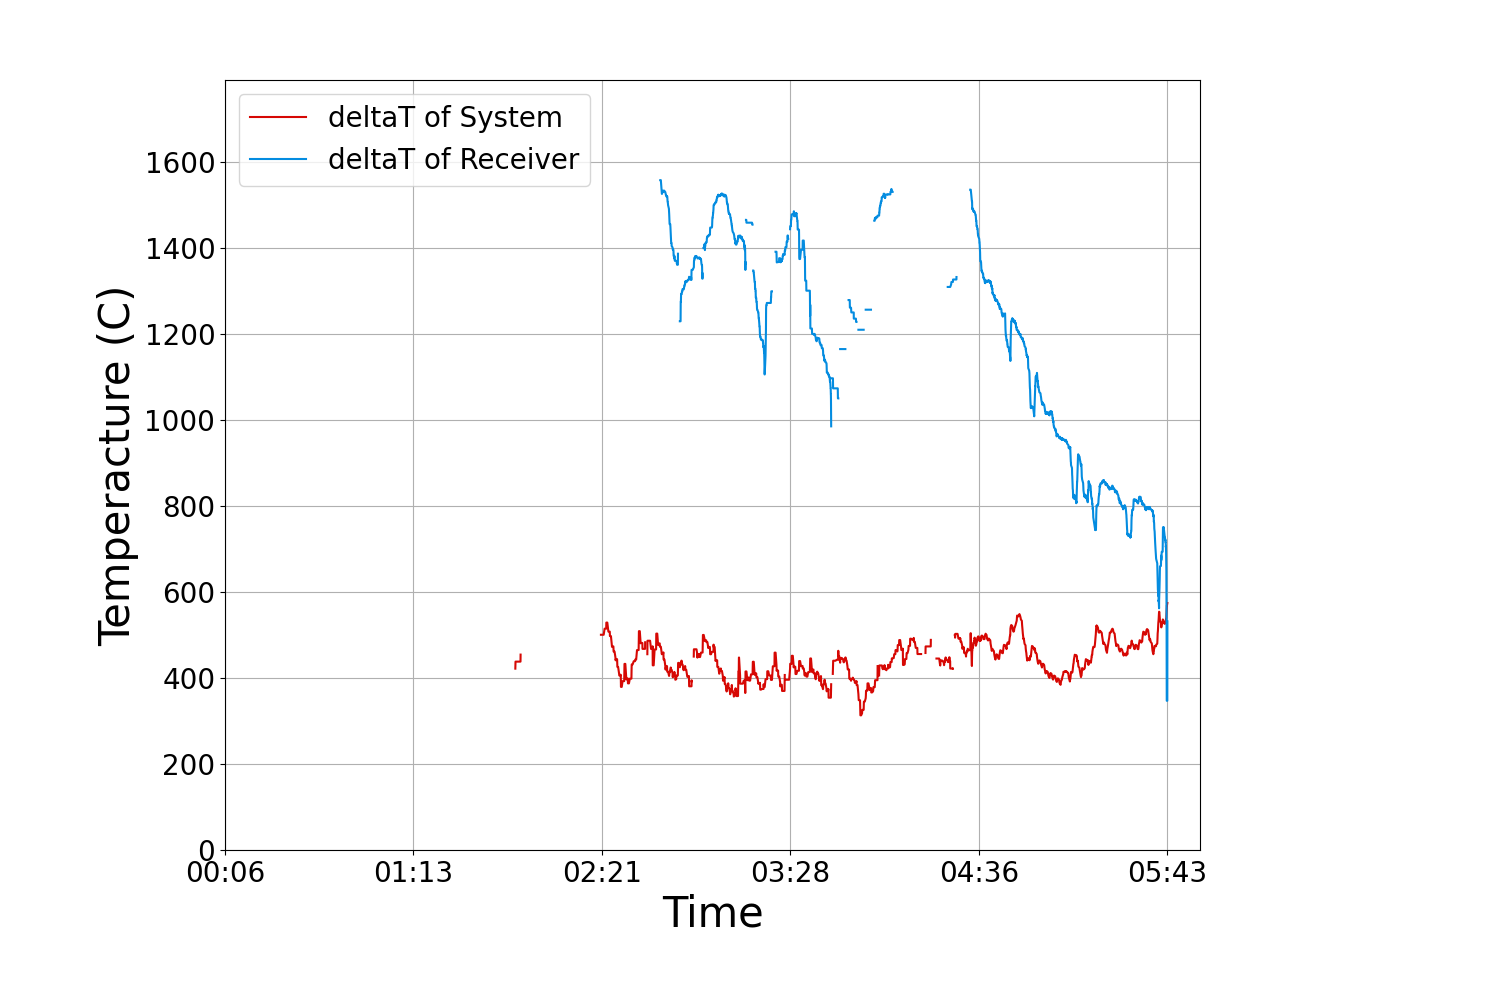 deltaT of System
deltaT of Receiver
1600
1400
1200
1000
800
600
400
200
0
Temperacture (C)
00:06 01:13 02:21 03:28 04:36 05:43
Time